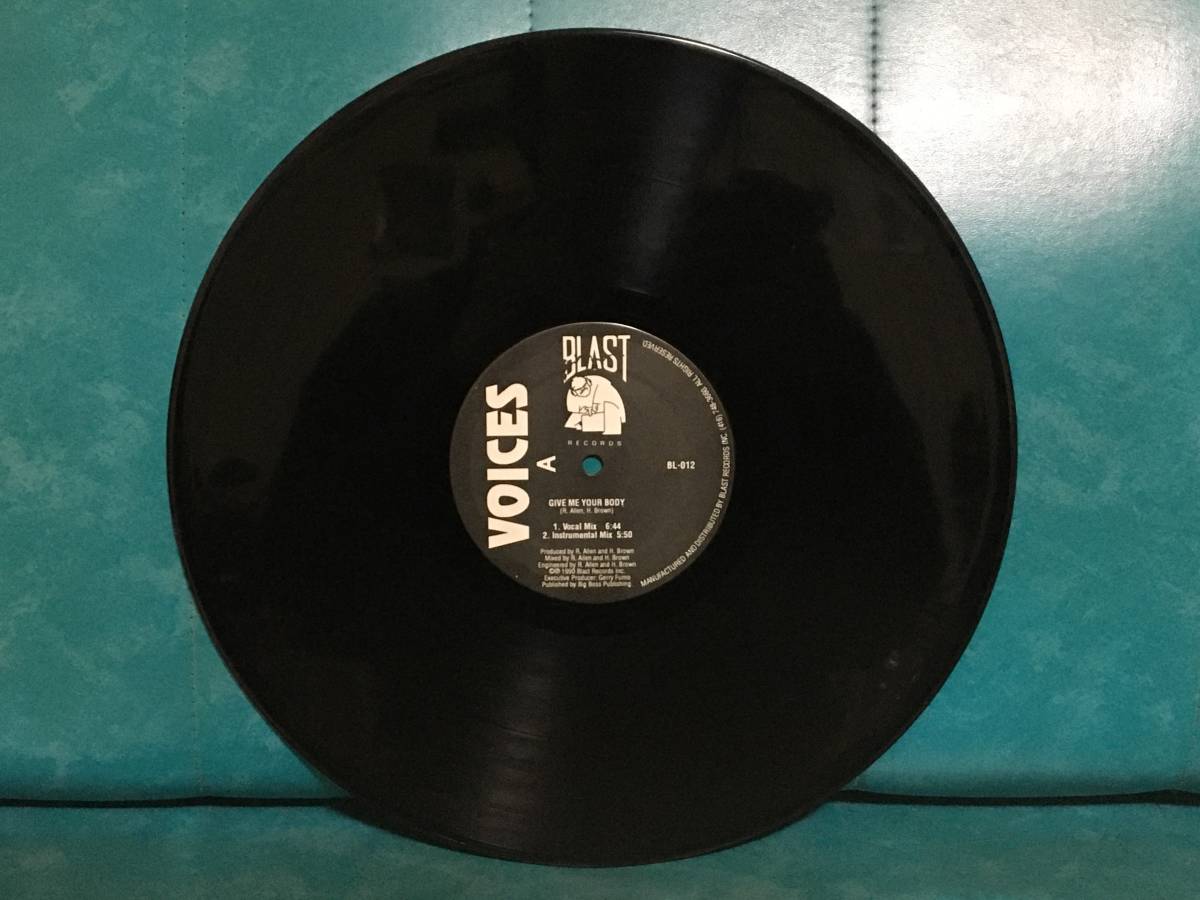 BLAST
RECORDS
VOICES
A
BL-012
GIVE ME YOUR BODY
(R. Allen, H. Brown)
1. Vocal Mix 6:44
2. Instrumental Mix 5:50
Produced by R. Allen and H. Brown
Mixed by R. Allen and H. Brown
Engineered by R. Allen and H. Brown
©℗ 1990 Blast Records Inc.
Executive Producer: Gerry Fumo
Published by Big Boss Publishing
MANUFACTURED AND DISTRIBUTED BY BLAST RECORDS INC. (416) 748-3666. ALL RIGHTS RESERVED.